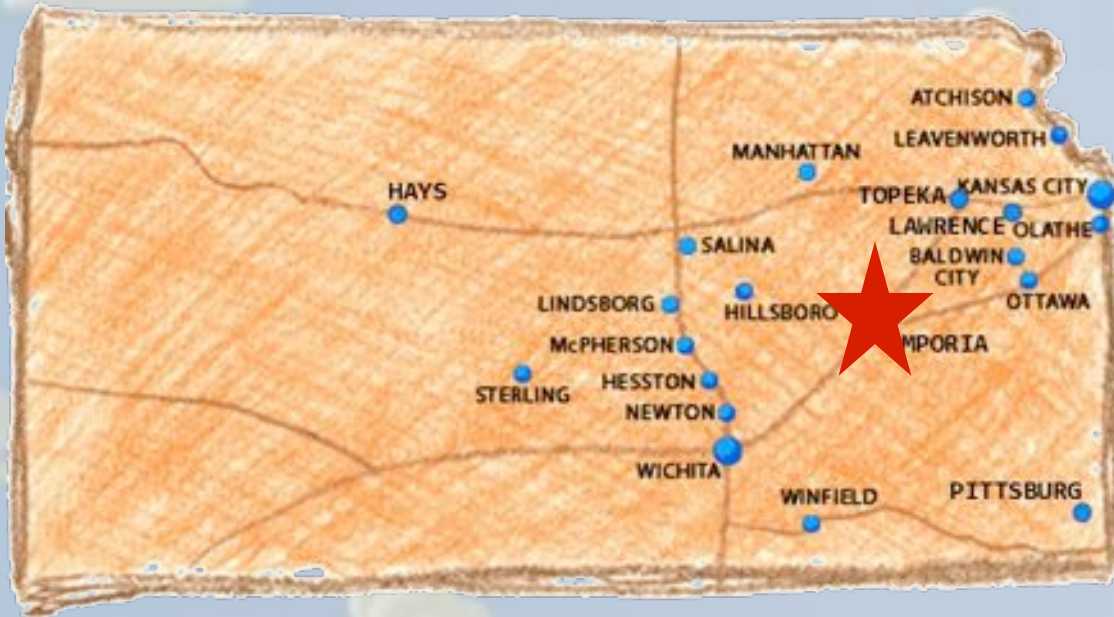 ATCHISON
LEAVENWORTH
MANHATTAN
HAYS
TOPEKA
KANSAS CITY
LAWRENCE
OLATHE
SALINA
BALDWIN
CITY
LINDSBORG
HILLSBORO
OTTAWA
McPHERSON
MPORIA
HESSTON
STERLING
NEWTON
WICHITA
WINFIELD
PITTSBURG